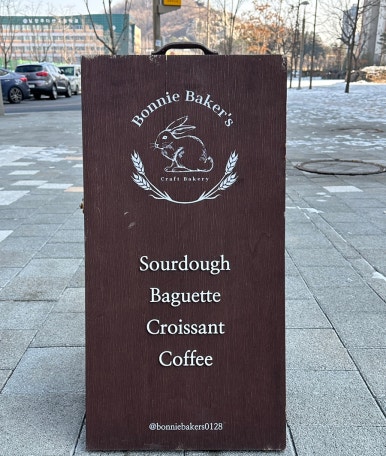 Bonnie Baker's
Craft Bakery
Sourdough
Baguette
Croissant
Coffee
@bonniebakers0128